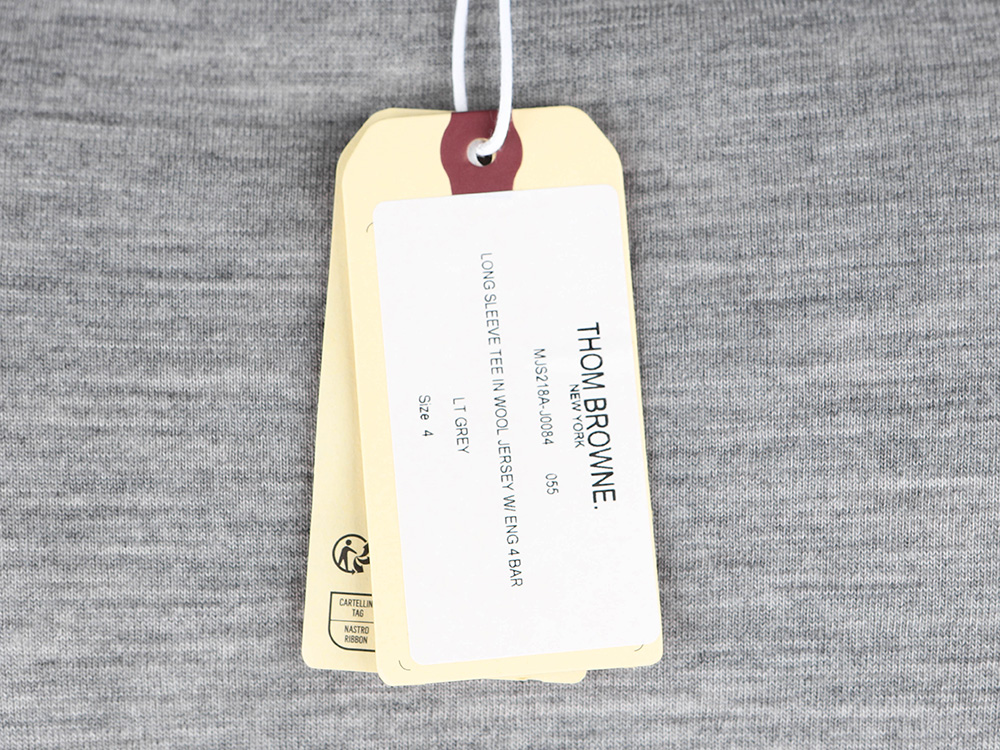 THOM BROWNE.
NEW YORK
MJS218A-J0084 055
LONG SLEEVE TEE IN WOOL JERSEY W/ ENG 4 BAR
LT GREY
Size 4
CARTELLIN
TAG
NASTRO
RIBBON